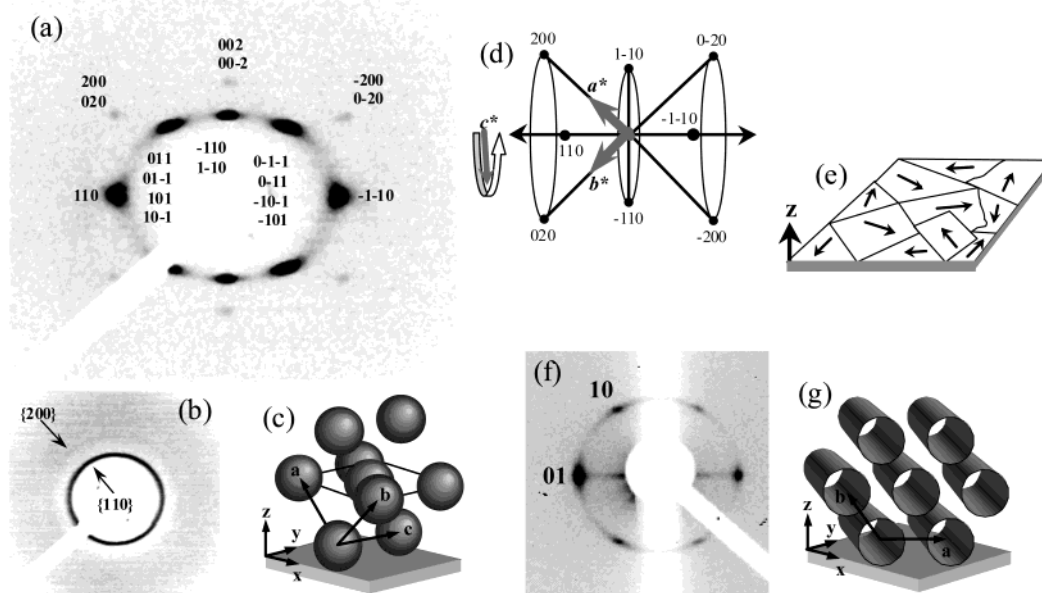 (a)
002
00-2
200
020
-200
0-20
-110
1-10
011
01-1
101
10-1
0-1-1
0-11
-10-1
-101
110
-1-10
(d)
200
1-10
0-20
a*
c*
110
-1-10
b*
020
-110
-200
(e)
z
(b)
{200}
{110}
(c)
a
b
c
z
y
x
(f)
10
01
(g)
b
a
z
y
x